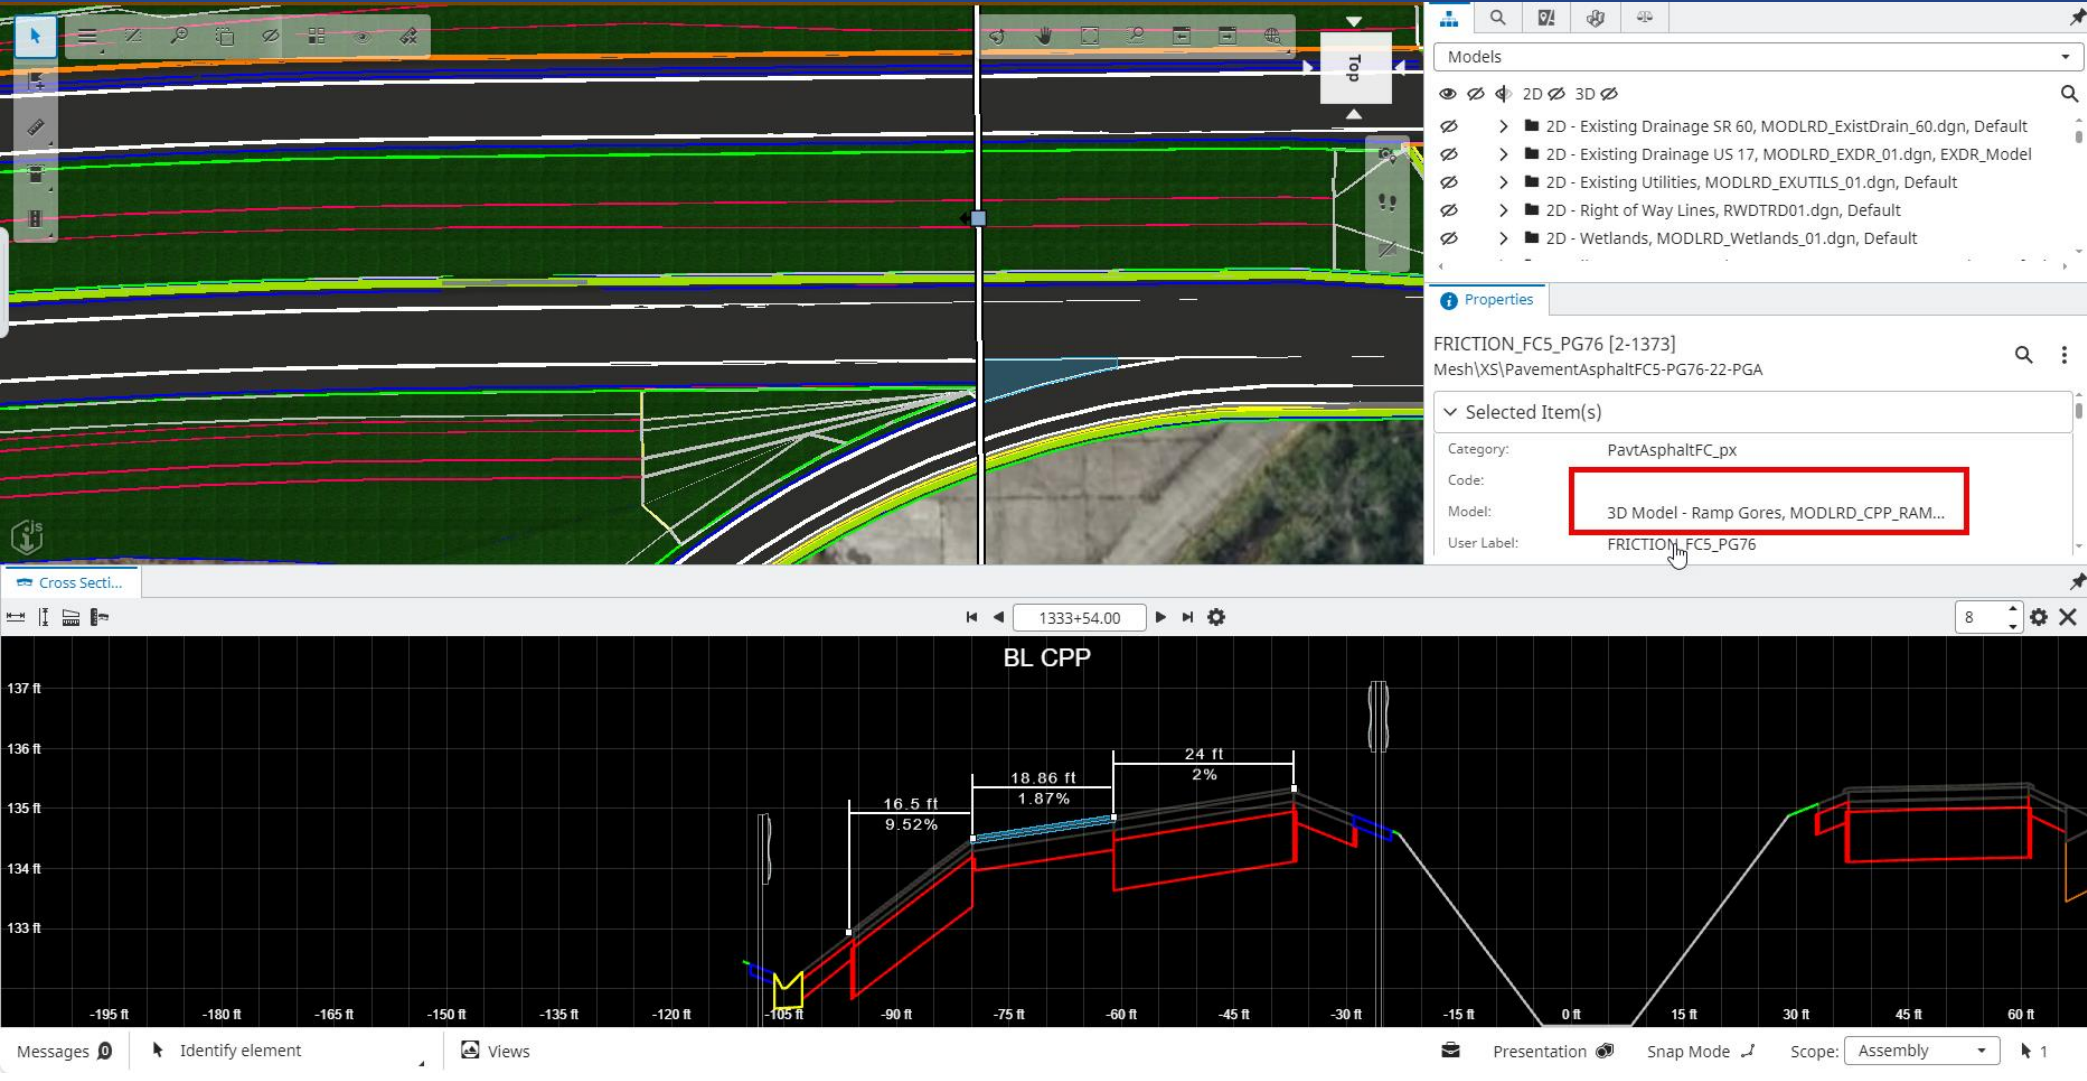 Top
Models
2D 3D
2D - Existing Drainage SR 60, MODLRD_ExistDrain_60.dgn, Default
2D - Existing Drainage US 17, MODLRD_EXDR_01.dgn, EXDR_Model
2D - Existing Utilities, MODLRD_EXUTILS_01.dgn, Default
2D - Right of Way Lines, RWDTRD01.dgn, Default
2D - Wetlands, MODLRD_Wetlands_01.dgn, Default
Properties
FRICTION_FC5_PG76 [2-1373]
Mesh\XS\PavementAsphaltFC5-PG76-22-PGA
Selected Item(s)
Category: PavtAsphaltFC_px
Code:
Model: 3D Model - Ramp Gores, MODLRD_CPP_RAM...
User Label: FRICTION_FC5_PG76
js
Cross Secti...
1333+54.00
8
BL CPP
137 ft
136 ft
135 ft
134 ft
133 ft
24 ft
2%
18.86 ft
1.87%
16.5 ft
9.52%
-195 ft -180 ft -165 ft -150 ft -135 ft -120 ft -105 ft -90 ft -75 ft -60 ft -45 ft -30 ft -15 ft 0 ft 15 ft 30 ft 45 ft 60 ft
Messages 0 Identify element Views Presentation Snap Mode Scope: Assembly 1